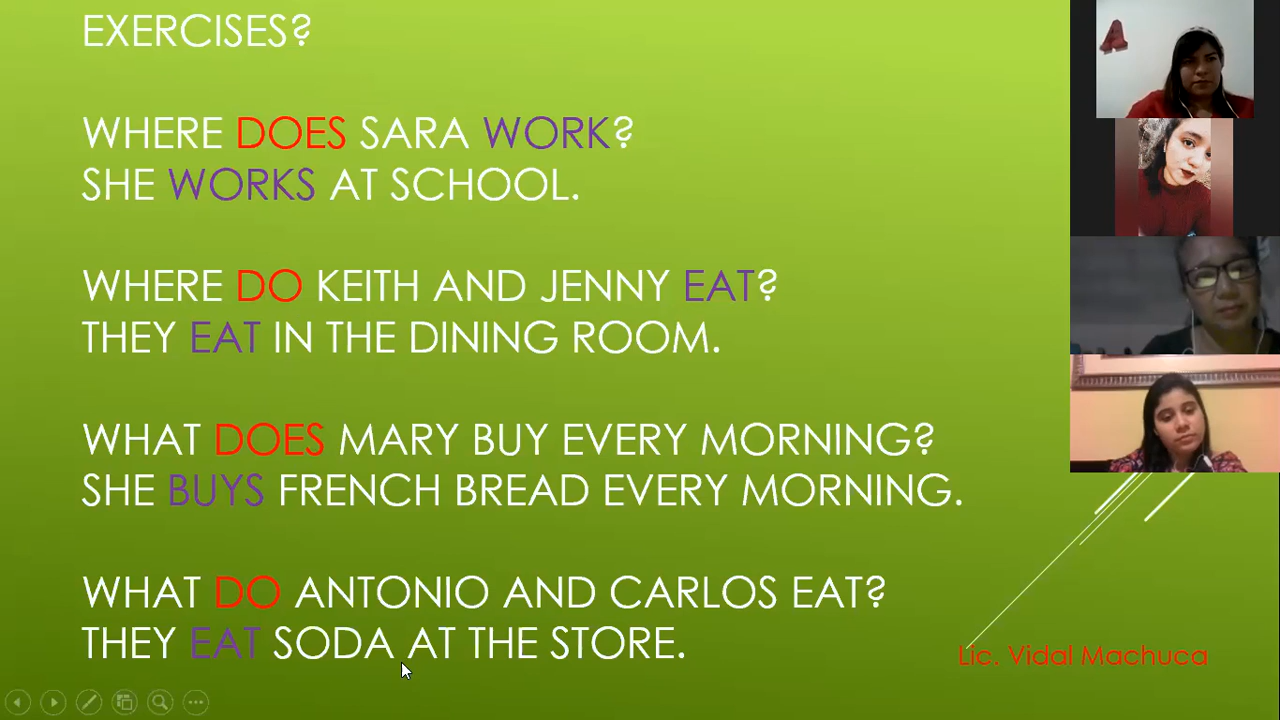 EXERCISES?
WHERE DOES SARA WORK?
SHE WORKS AT SCHOOL.
WHERE DO KEITH AND JENNY EAT?
THEY EAT IN THE DINING ROOM.
WHAT DOES MARY BUY EVERY MORNING?
SHE BUYS FRENCH BREAD EVERY MORNING.
WHAT DO ANTONIO AND CARLOS EAT?
THEY EAT SODA AT THE STORE.
Lic. Vidal Machuca